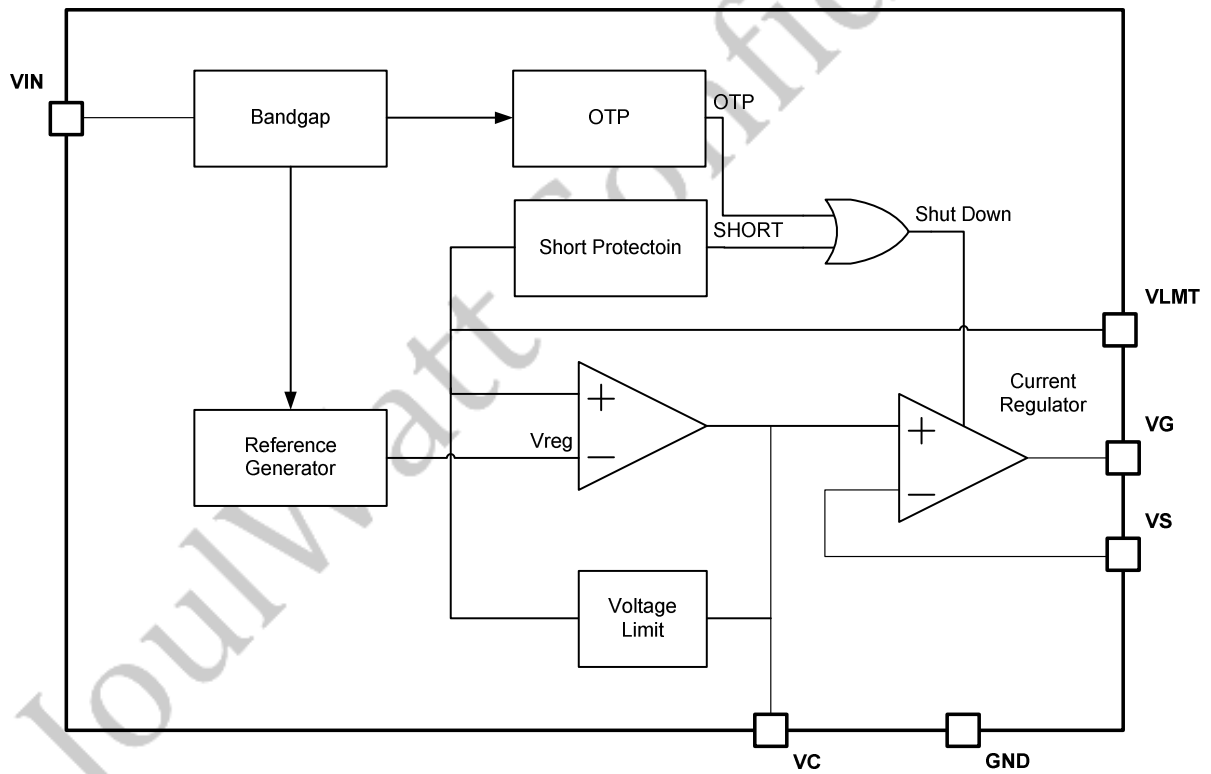 VIN
Bandgap
OTP
OTP
Short Protectoin
SHORT
Shut Down
VLMT
Current
Regulator
Reference
Generator
Vreg
VG
VS
Voltage
Limit
VC
GND
JoulWatt Confid